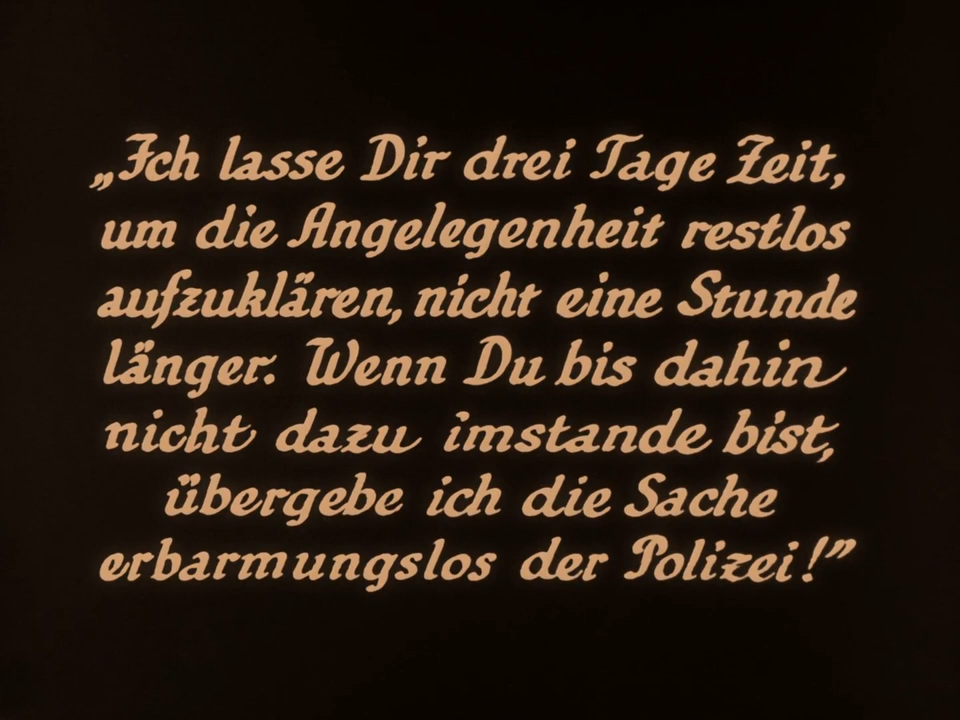 „Ich lasse Dir drei Tage Zeit,
um die Angelegenheit restlos
aufzuklären, nicht eine Stunde
länger. Wenn Du bis dahin
nicht dazu imstande bist,
übergebe ich die Sache
erbarmungslos der Polizei!”